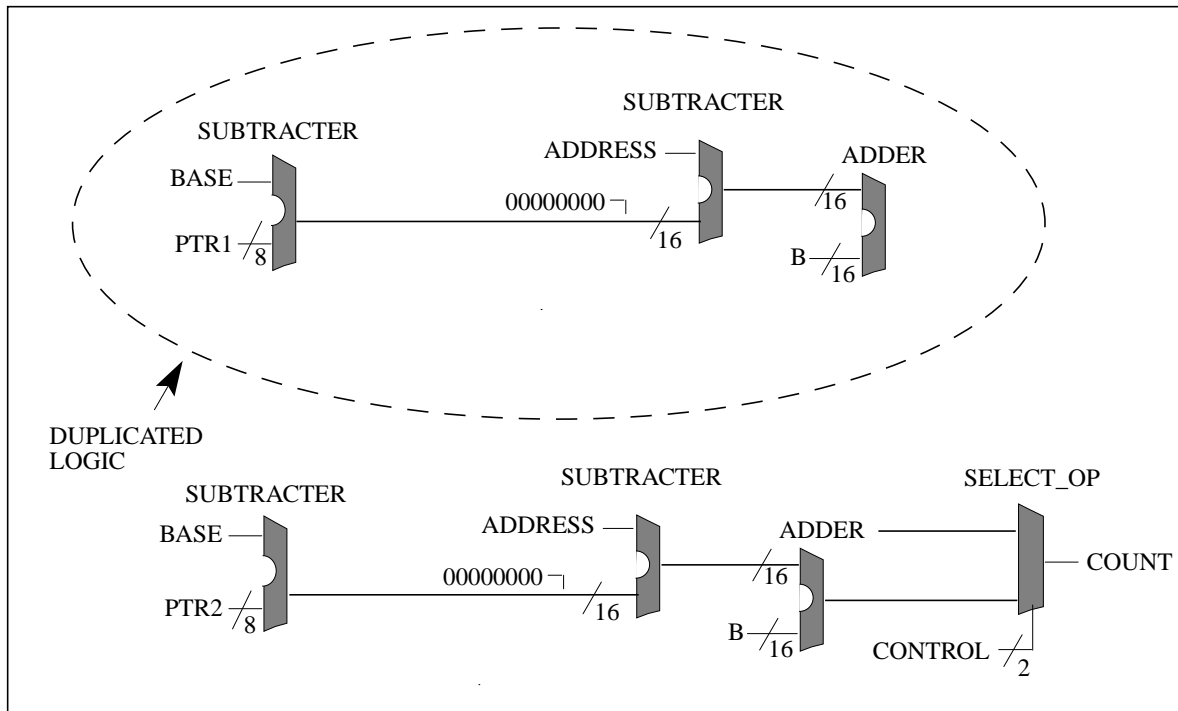 SUBTRACTER
SUBTRACTER
ADDRESS
ADDER
BASE
00000000
16
16
PTR1
8
B
16
DUPLICATED
LOGIC
SUBTRACTER
SUBTRACTER
SELECT_OP
BASE
ADDRESS
ADDER
COUNT
00000000
16
16
PTR2
8
B
16
CONTROL
2